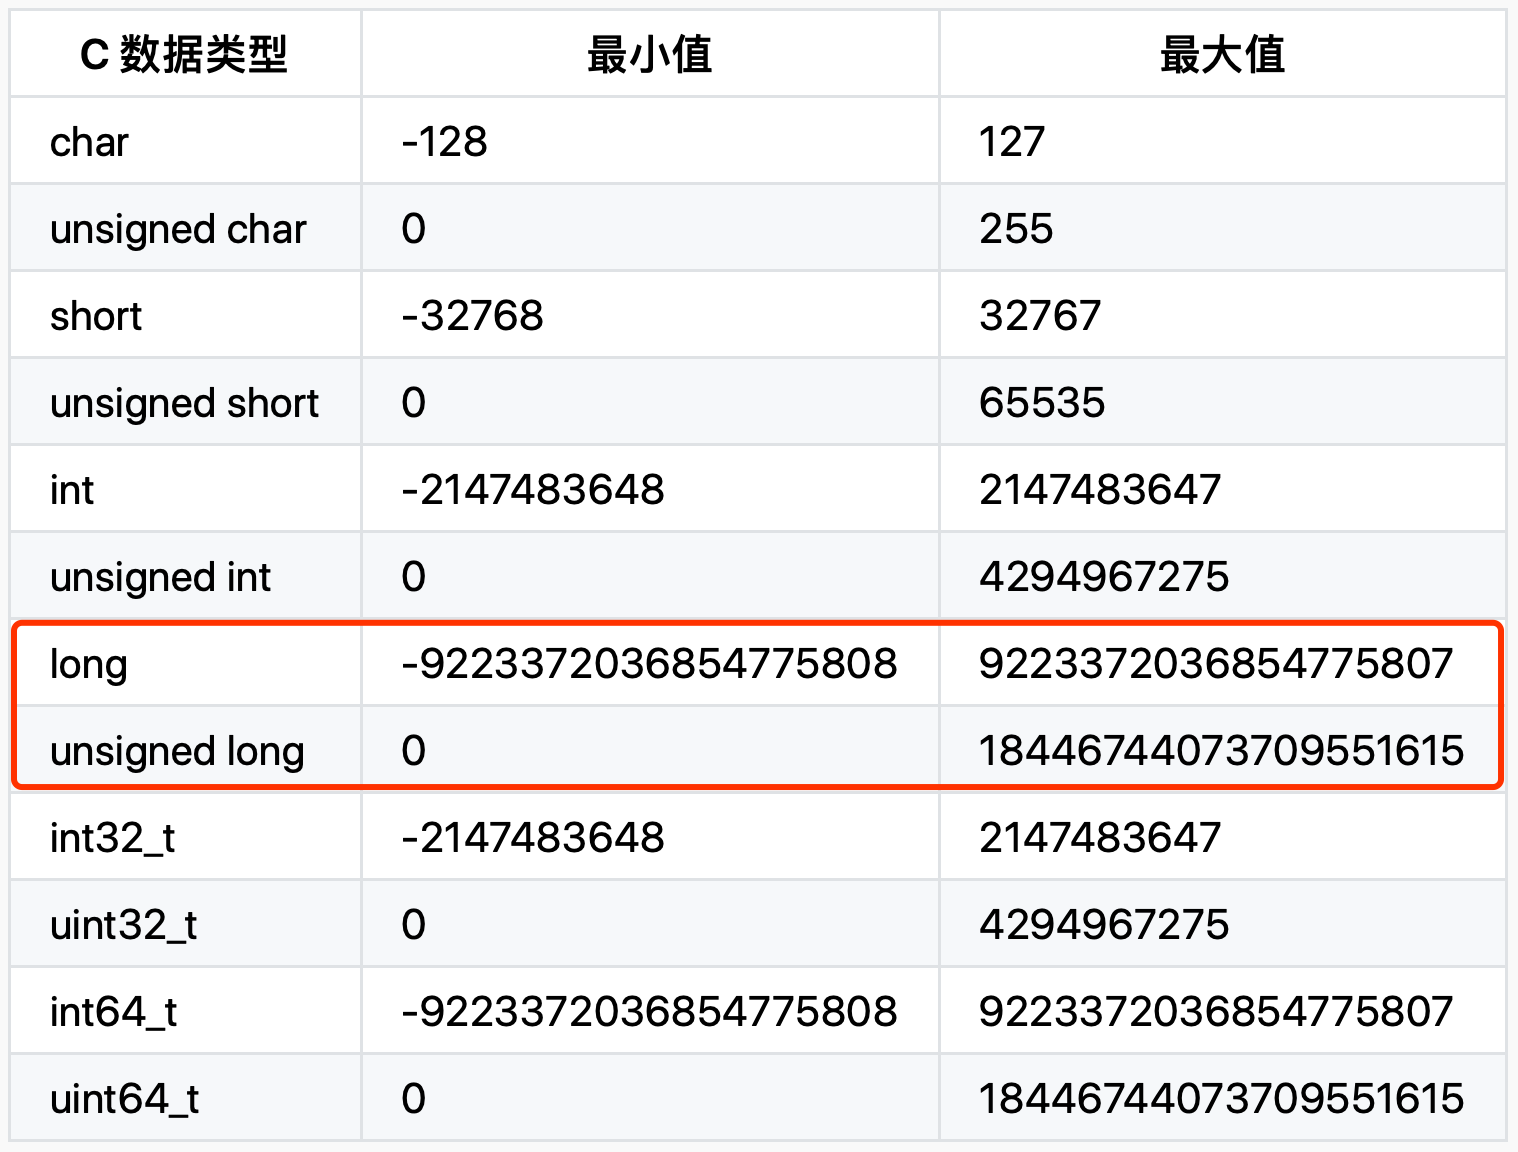 C 数据类型 最小值 最大值
char -128 127
unsigned char 0 255
short -32768 32767
unsigned short 0 65535
int -2147483648 2147483647
unsigned int 0 4294967275
long -9223372036854775808 9223372036854775807
unsigned long 0 18446744073709551615
int32_t -2147483648 2147483647
uint32_t 0 4294967275
int64_t -9223372036854775808 9223372036854775807
uint64_t 0 18446744073709551615